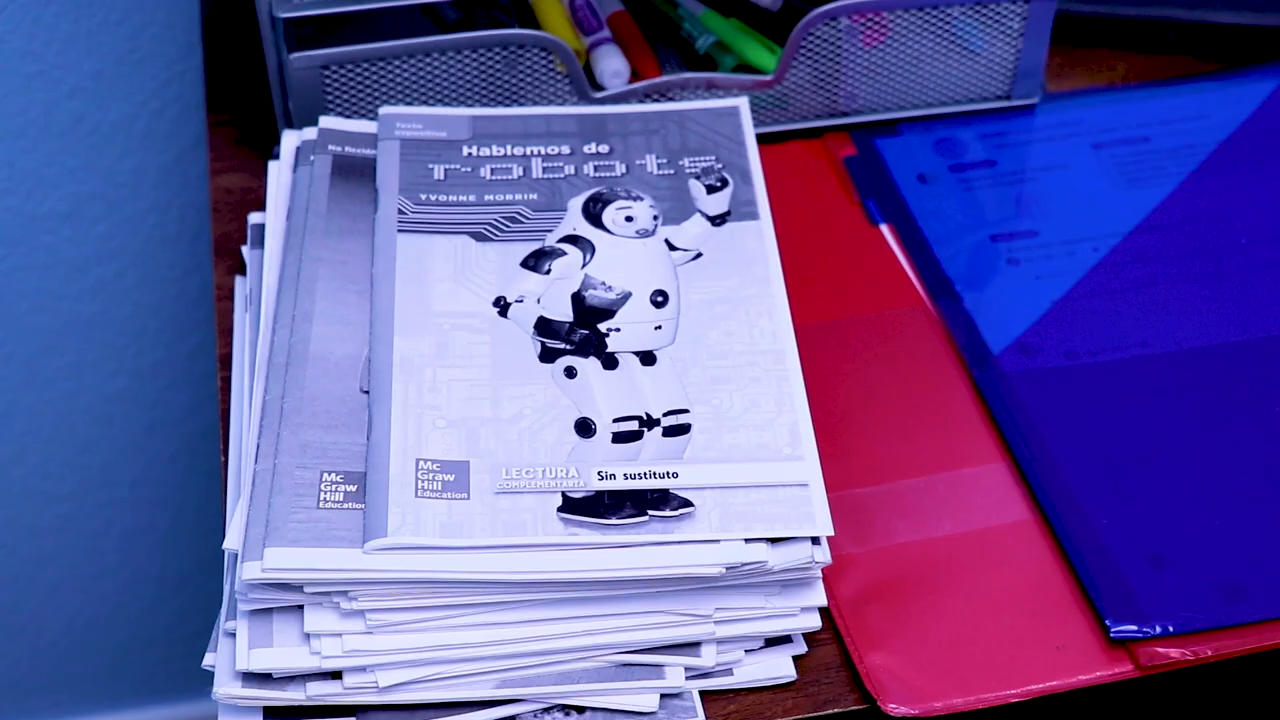 Texto
expositivo
Hablemos de
robots
YVONNE MORRIN
Mc
Graw
Hill
Education
LECTURA
COMPLEMENTARIA
Sin sustituto
No ficción
Mc
Graw
Hill
Education